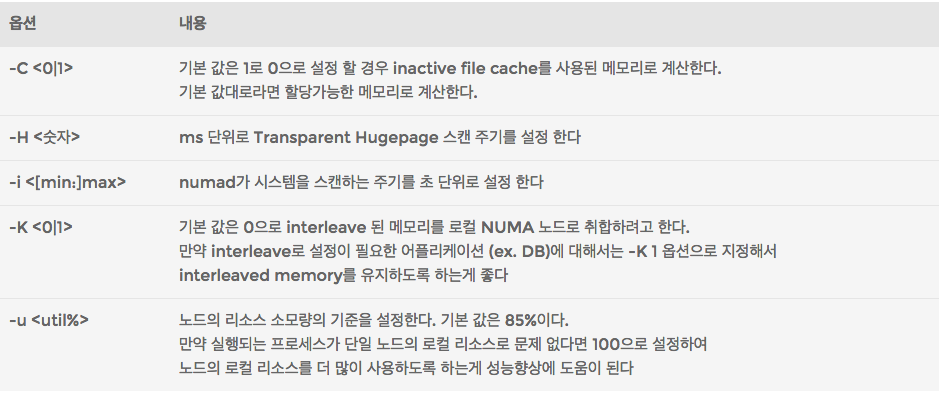 옵션 내용
-C <0|1> 기본 값은 1로 0으로 설정 할 경우 inactive file cache를 사용된 메모리로 계산한다.
기본 값대로라면 할당가능한 메모리로 계산한다.
-H <숫자> ms 단위로 Transparent Hugepage 스캔 주기를 설정 한다
-i <[min:]max> numad가 시스템을 스캔하는 주기를 초 단위로 설정 한다
-K <0|1> 기본 값은 0으로 interleave 된 메모리를 로컬 NUMA 노드로 취합하려고 한다.
만약 interleave로 설정이 필요한 어플리케이션 (ex. DB)에 대해서는 -K 1 옵션으로 지정해서
interleaved memory를 유지하도록 하는게 좋다
-u <util%> 노드의 리소스 소모량의 기준을 설정한다. 기본 값은 85%이다.
만약 실행되는 프로세스가 단일 노드의 로컬 리소스로 문제 없다면 100으로 설정하여
노드의 로컬 리소스를 더 많이 사용하도록 하는게 성능향상에 도움이 된다